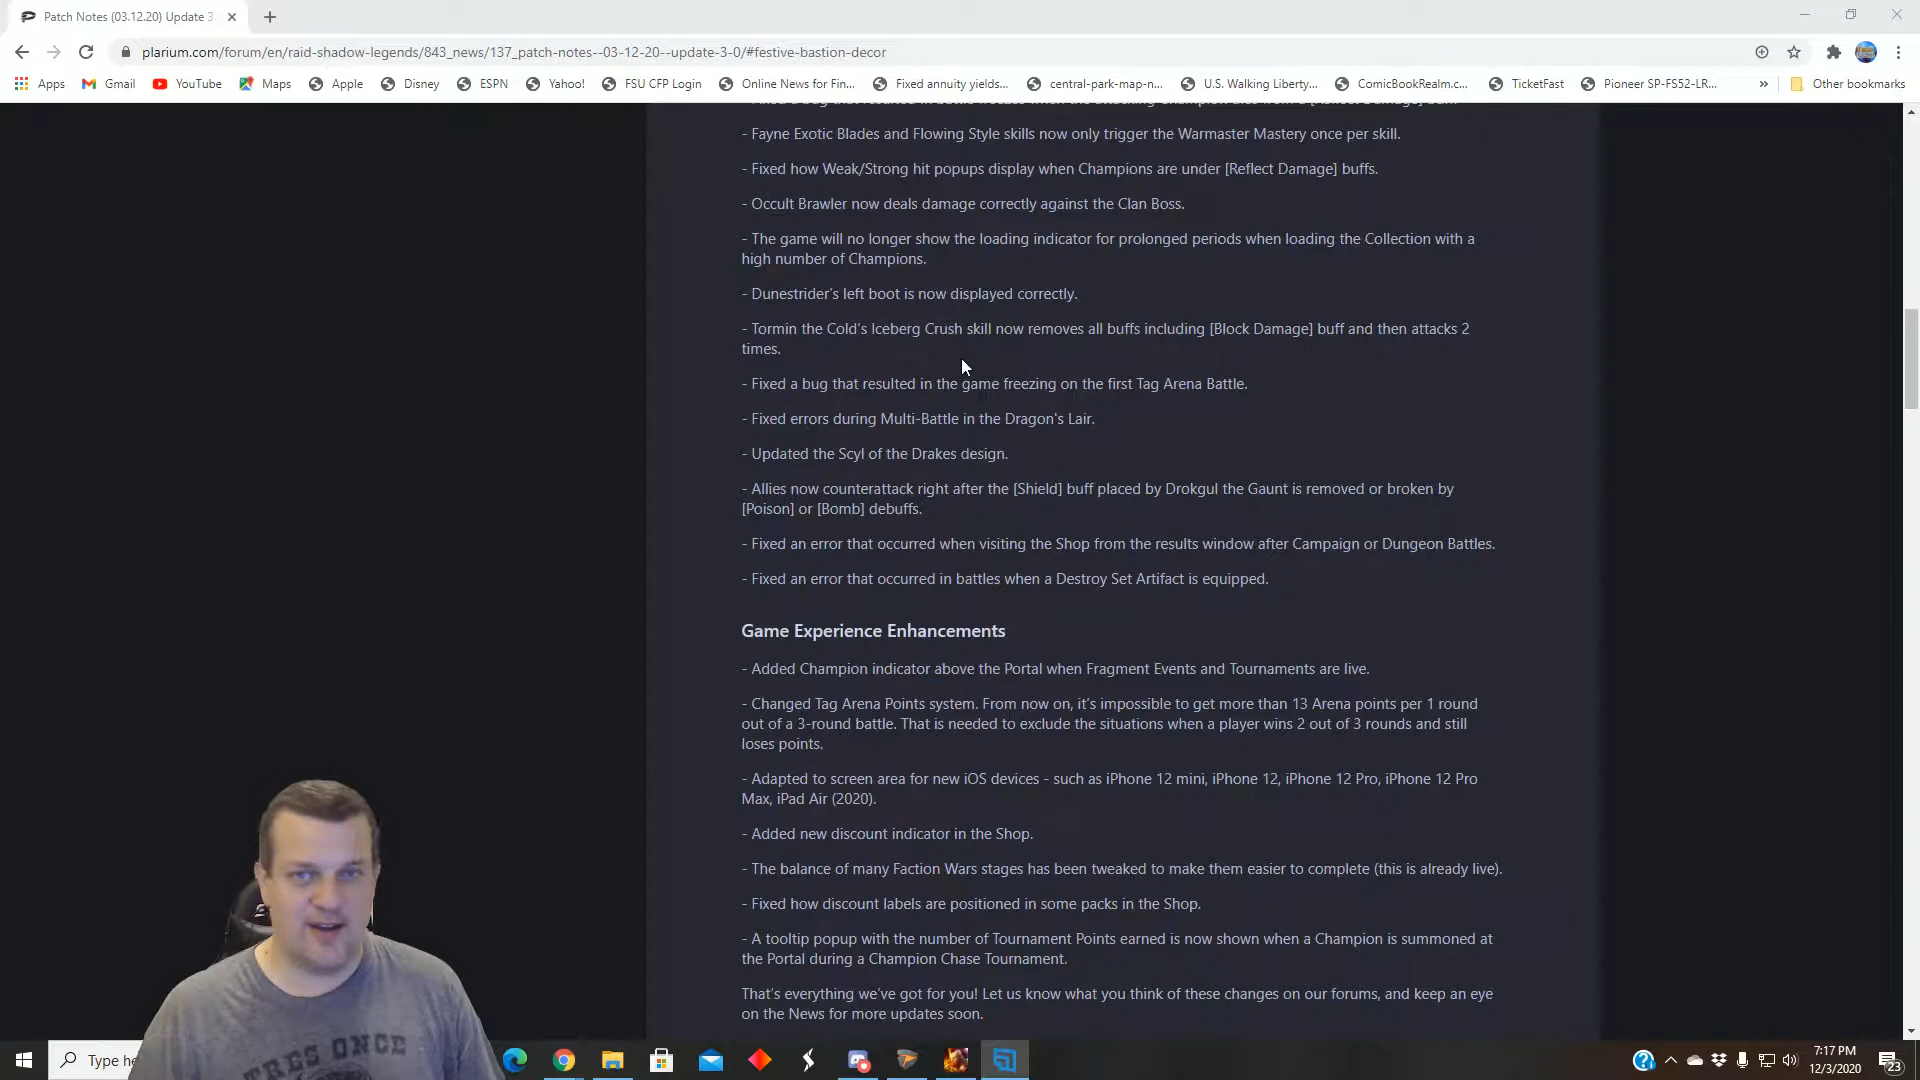 Patch Notes (03.12.20) Update 3
plarium.com/forum/en/raid-shadow-legends/843_news/137_patch-notes--03-12-20--update-3-0/#festive-bastion-decor
Apps Gmail YouTube Maps Apple Disney ESPN Yahoo! FSU CFP Login Online News for Fin... Fixed annuity yields... central-park-map-n... U.S. Walking Liberty... ComicBookRealm.c... TicketFast Pioneer SP-FS52-LR... » Other bookmarks
- Fayne Exotic Blades and Flowing Style skills now only trigger the Warmaster Mastery once per skill.
- Fixed how Weak/Strong hit popups display when Champions are under [Reflect Damage] buffs.
- Occult Brawler now deals damage correctly against the Clan Boss.
- The game will no longer show the loading indicator for prolonged periods when loading the Collection with a
high number of Champions.
- Dunestrider's left boot is now displayed correctly.
- Tormin the Cold's Iceberg Crush skill now removes all buffs including [Block Damage] buff and then attacks 2
times.
- Fixed a bug that resulted in the game freezing on the first Tag Arena Battle.
- Fixed errors during Multi-Battle in the Dragon's Lair.
- Updated the Scyl of the Drakes design.
- Allies now counterattack right after the [Shield] buff placed by Drokgul the Gaunt is removed or broken by
[Poison] or [Bomb] debuffs.
- Fixed an error that occurred when visiting the Shop from the results window after Campaign or Dungeon Battles.
- Fixed an error that occurred in battles when a Destroy Set Artifact is equipped.
Game Experience Enhancements
- Added Champion indicator above the Portal when Fragment Events and Tournaments are live.
- Changed Tag Arena Points system. From now on, it's impossible to get more than 13 Arena points per 1 round
out of a 3-round battle. That is needed to exclude the situations when a player wins 2 out of 3 rounds and still
loses points.
- Adapted to screen area for new iOS devices - such as iPhone 12 mini, iPhone 12, iPhone 12 Pro, iPhone 12 Pro
Max, iPad Air (2020).
- Added new discount indicator in the Shop.
- The balance of many Faction Wars stages has been tweaked to make them easier to complete (this is already live).
- Fixed how discount labels are positioned in some packs in the Shop.
- A tooltip popup with the number of Tournament Points earned is now shown when a Champion is summoned at
the Portal during a Champion Chase Tournament.
That's everything we've got for you! Let us know what you think of these changes on our forums, and keep an eye
on the News for more updates soon.
Type he
TRES ONCE
7:17 PM
12/3/2020
23